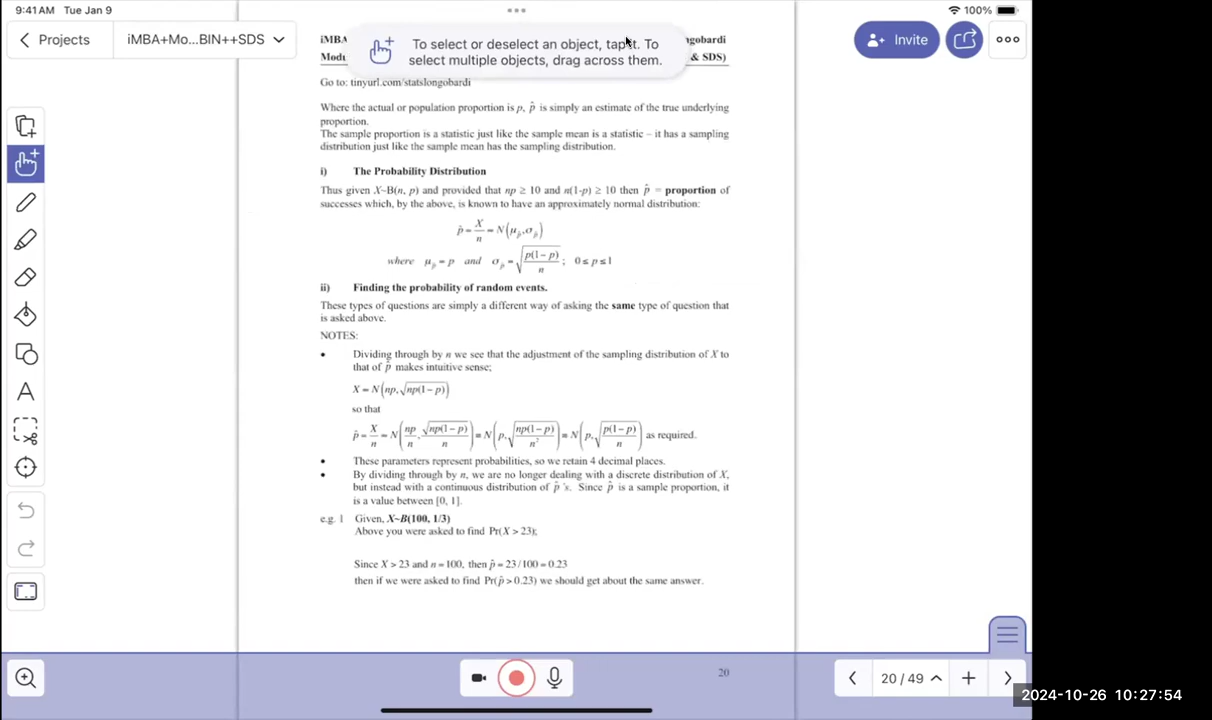 9:41 AM Tue Jan 9
100%
Projects
iMBA+Mo...BIN++SDS
To select or deselect an object, tap it. To
select multiple objects, drag across them.
Invite
iMBA
ngobardi
Modu
& SDS)
Go to: tinyurl.com/statslongobardi
Where the actual or population proportion is p, p̂ is simply an estimate of the true underlying
proportion.
The sample proportion is a statistic just like the sample mean is a statistic – it has a sampling
distribution just like the sample mean has the sampling distribution.
i) The Probability Distribution
Thus given X~B(n, p) and provided that np ≥ 10 and n(1-p) ≥ 10 then p̂ = proportion of
successes which, by the above, is known to have an approximately normal distribution:
p̂ = X/n = N(μ_p̂, σ_p̂)
where μ_p̂ = p and σ_p̂ = √(p(1−p)/n) ; 0 ≤ p ≤ 1
ii) Finding the probability of random events.
These types of questions are simply a different way of asking the same type of question that
is asked above.
NOTES:
• Dividing through by n we see that the adjustment of the sampling distribution of X to
that of p̂ makes intuitive sense;
X = N(np, √(np(1−p)))
so that
p̂ = X/n = N(np/n, √(np(1−p))/n) = N(p, √(np(1−p)/n²)) = N(p, √(p(1−p)/n)) as required.
• These parameters represent probabilities, so we retain 4 decimal places.
• By dividing through by n, we are no longer dealing with a discrete distribution of X,
but instead with a continuous distribution of p̂ 's. Since p̂ is a sample proportion, it
is a value between [0, 1].
e.g. 1 Given, X~B(100, 1/3)
Above you were asked to find Pr(X > 23);
Since X > 23 and n = 100, then p̂ = 23/100 = 0.23
then if we were asked to find Pr(p̂ > 0.23) we should get about the same answer.
20
20 / 49
2024-10-26 10:27:54